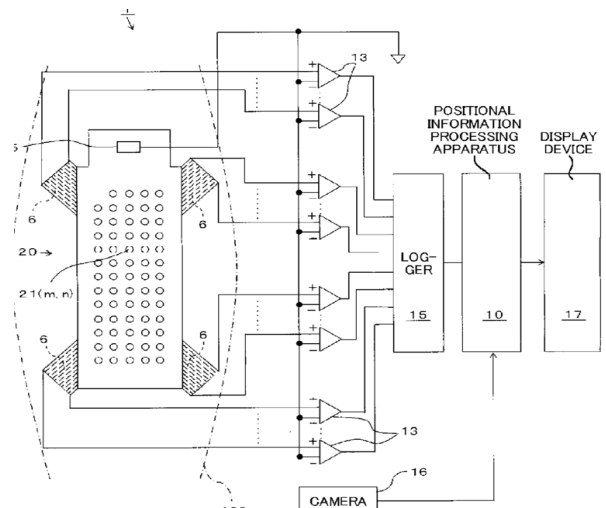 1
13
POSITIONAL
INFORMATION
PROCESSING
APPARATUS
DISPLAY
DEVICE
6
6
20
21(m, n)
LOG-
GER
15
10
17
6
6
13
16
CAMERA